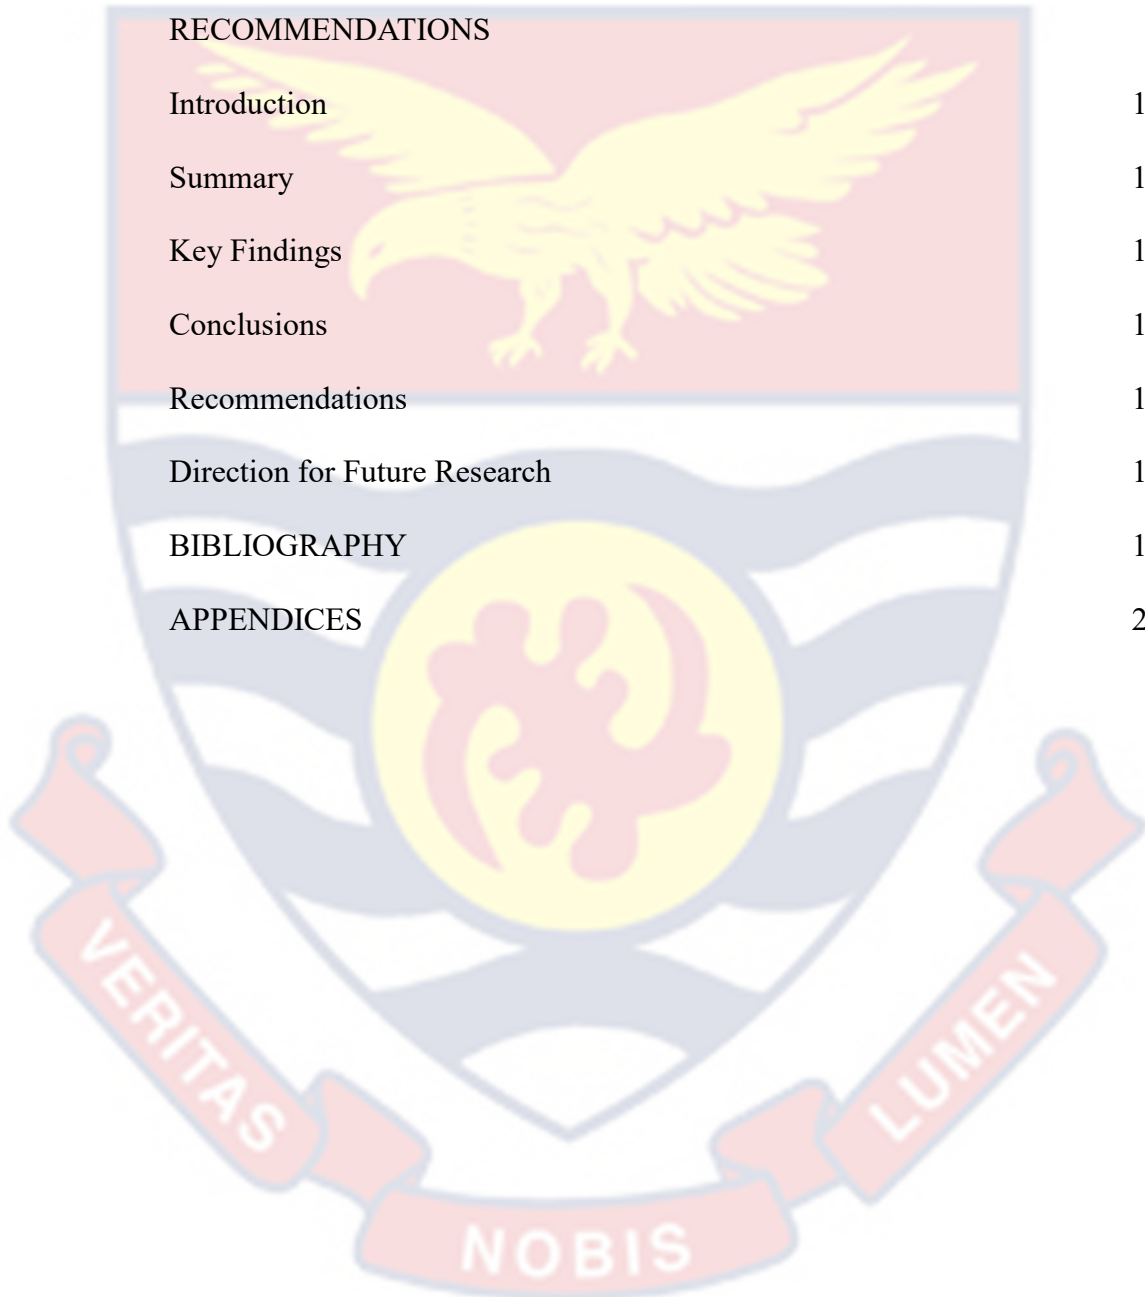 RECOMMENDATIONS
Introduction 1
Summary 1
Key Findings 1
Conclusions 1
Recommendations 1
Direction for Future Research 1
BIBLIOGRAPHY 1
APPENDICES 2
VERITAS
NOBIS
LUMEN